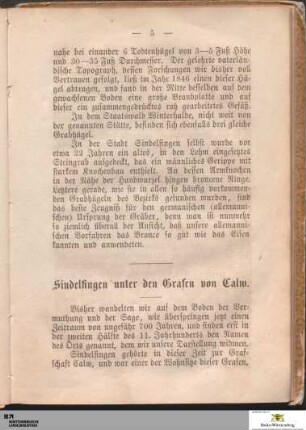 — 5 —
nahe bei einander 6 Todtenhügel von 3—5 Fuß Höhe
und 30—35 Fuß Durchmesser. Der gelehrte vaterlän-
dische Topograph, dessen Forschungen wir bisher voll
Vertrauen gefolgt, ließ im Jahr 1846 einen dieser Hü-
gel abtragen, und fand in der Mitte desselben auf dem
gewachsenen Boden eine große Brandplatte und auf
dieser ein zusammengedrücktes rauh gearbeitetes Gefäß.
In dem Staatswald Winterhalde, nicht weit von
der genannten Stätte, befinden sich ebenfalls drei gleiche
Grabhügel.
In der Stadt Sindelfingen selbst wurde vor
etwa 22 Jahren ein altes, in den Lehm eingesetztes
Steingrab aufgedeckt, das ein männliches Gerippe mit
starkem Knochenbau enthielt. An dessen Armknochen
in der Nähe der Handwurzel hingen bronzene Ringe.
Letztere gerade, wie sie in allen so häufig vorkommen-
den Grabhügeln des Bezirks gefunden wurden, sind
das beste Zeugniß für den germanischen (allemanni-
schen) Ursprung der Gräber, denn man ist nunmehr
so ziemlich überall der Ansicht, daß unsere allemannischen
Vorfahren das Bronce so gut wie das Eisen
kannten und anwendeten.
Sindelfingen unter den Grafen von Calw.
Bisher wandelten wir auf dem Boden der Ver-
muthung und der Sage, wir überspringen jetzt einen
Zeitraum von ungefähr 700 Jahren, und finden erst in
der zweiten Hälfte des 11. Jahrhunderts den Namen
des Orts genannt, dem wir unsere Darstellung widmen.
Sindelfingen gehörte in dieser Zeit zur Graf-
schaft Calw, und war einer der Wohnsitze dieser Grafen,
WÜRTTEMBERGISCHE
LANDESBIBLIOTHEK
Baden-Württemberg